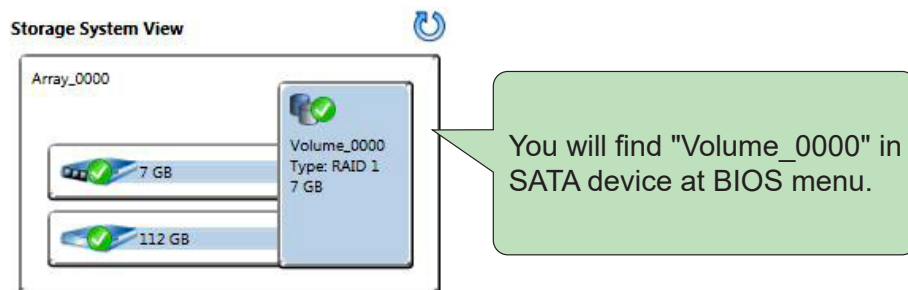 Storage System View
Array_0000
Volume_0000
Type: RAID 1
7 GB
7 GB
112 GB
You will find "Volume_0000" in
SATA device at BIOS menu.